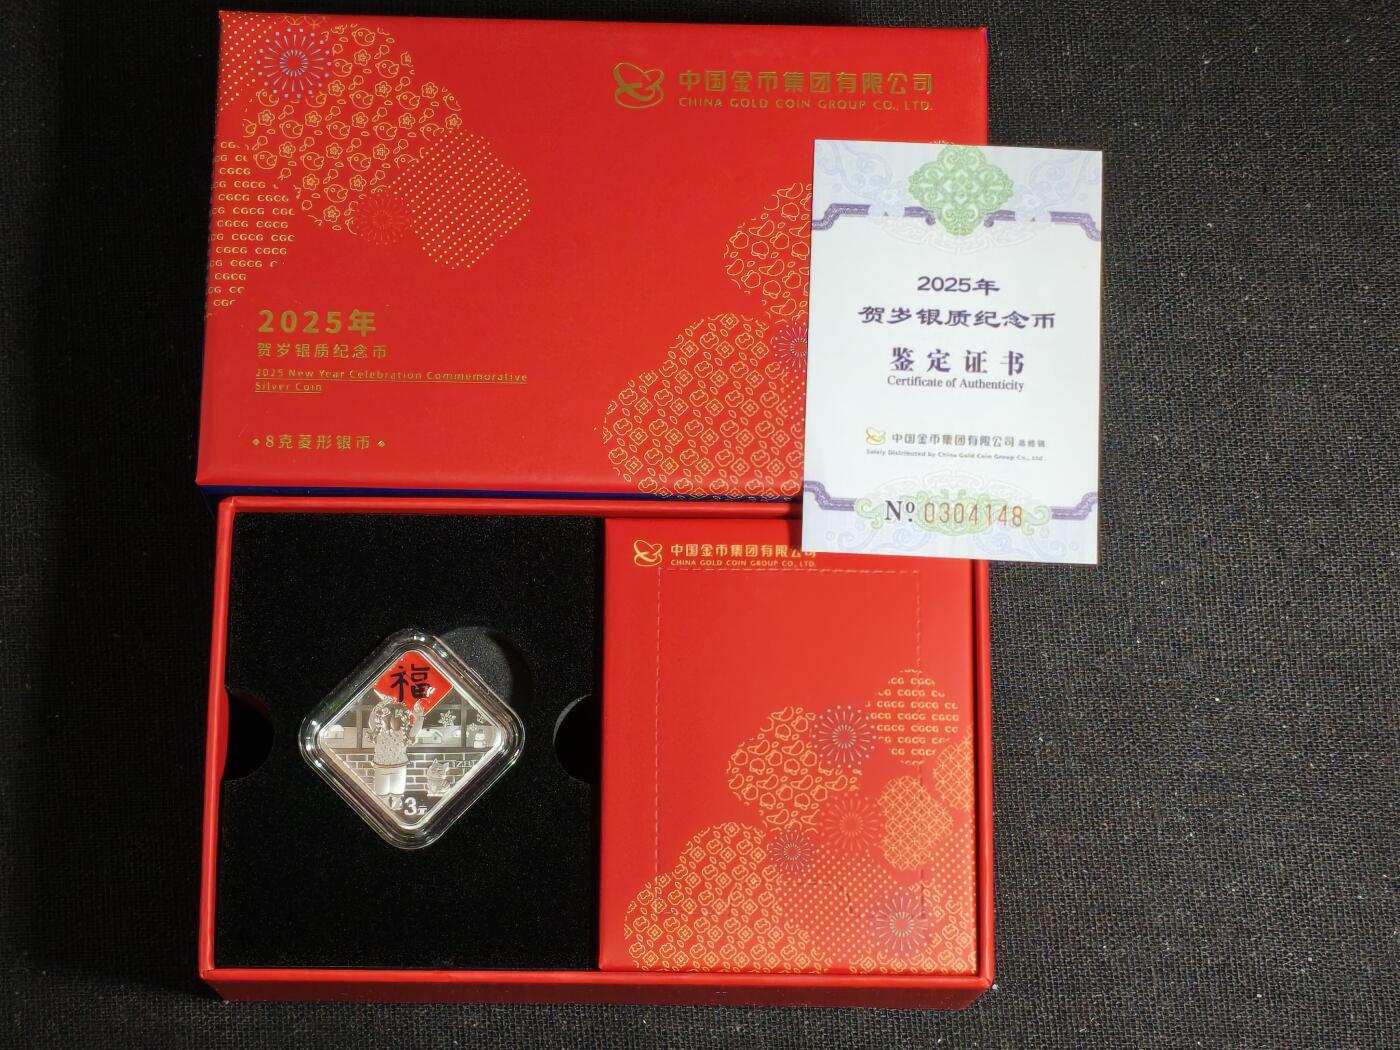 中国金币集团有限公司
CHINA GOLD COIN GROUP CO., LTD.
2025年
贺岁银质纪念币
2025 New Year Celebration Commemorative
Silver Coin
8克菱形银币
2025年
贺岁银质纪念币
鉴定证书
Certificate of Authenticity
中国金币集团有限公司 总经销
Solely Distributed by China Gold Coin Group Co., Ltd.
№ 0304148
中国金币集团有限公司
CHINA GOLD COIN GROUP CO., LTD.
福
3元